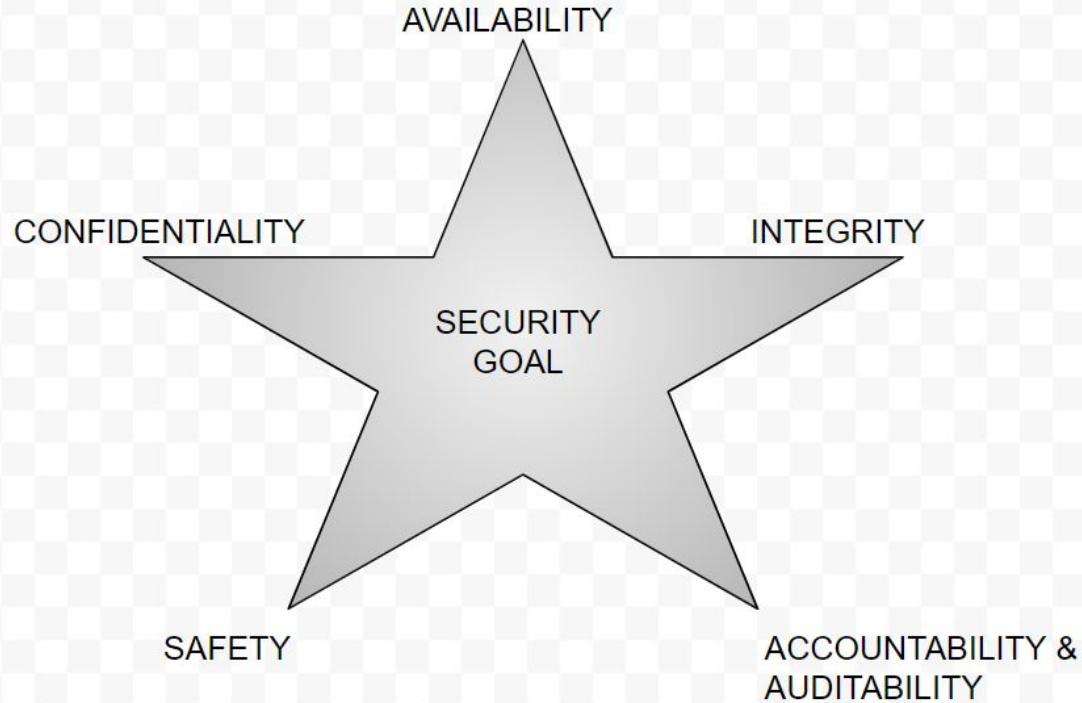 AVAILABILITY
CONFIDENTIALITY
INTEGRITY
SECURITY
GOAL
SAFETY
ACCOUNTABILITY &
AUDITABILITY